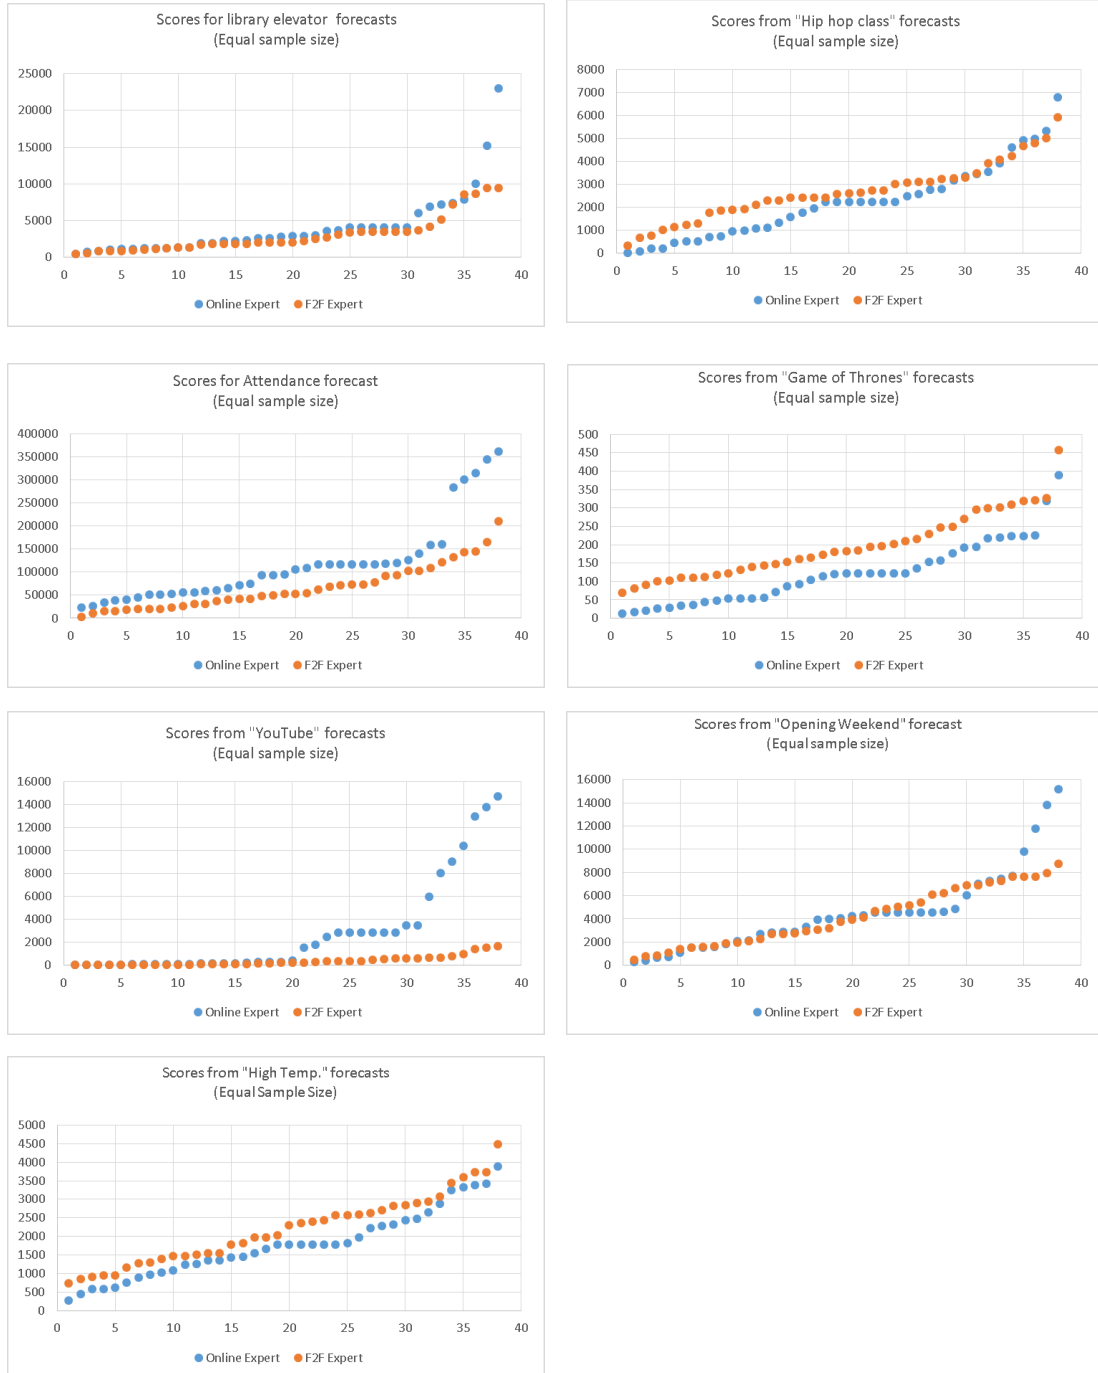 Scores for library elevator forecasts
(Equal sample size)
25000
20000
15000
10000
5000
0
0 5 10 15 20 25 30 35 40
Online Expert F2F Expert
Scores from "Hip hop class" forecasts
(Equal sample size)
8000
7000
6000
5000
4000
3000
2000
1000
0
0 5 10 15 20 25 30 35 40
Online Expert F2F Expert
Scores for Attendance forecast
(Equal sample size)
400000
350000
300000
250000
200000
150000
100000
50000
0
0 5 10 15 20 25 30 35 40
Online Expert F2F Expert
Scores from "Game of Thrones" forecasts
(Equal sample size)
500
450
400
350
300
250
200
150
100
50
0
0 5 10 15 20 25 30 35 40
Online Expert F2F Expert
Scores from "YouTube" forecasts
(Equal sample size)
16000
14000
12000
10000
8000
6000
4000
2000
0
0 5 10 15 20 25 30 35 40
Online Expert F2F Expert
Scores from "Opening Weekend" forecast
(Equal sample size)
16000
14000
12000
10000
8000
6000
4000
2000
0
0 5 10 15 20 25 30 35 40
Online Expert F2F Expert
Scores from "High Temp." forecasts
(Equal Sample Size)
5000
4500
4000
3500
3000
2500
2000
1500
1000
500
0
0 5 10 15 20 25 30 35 40
Online Expert F2F Expert